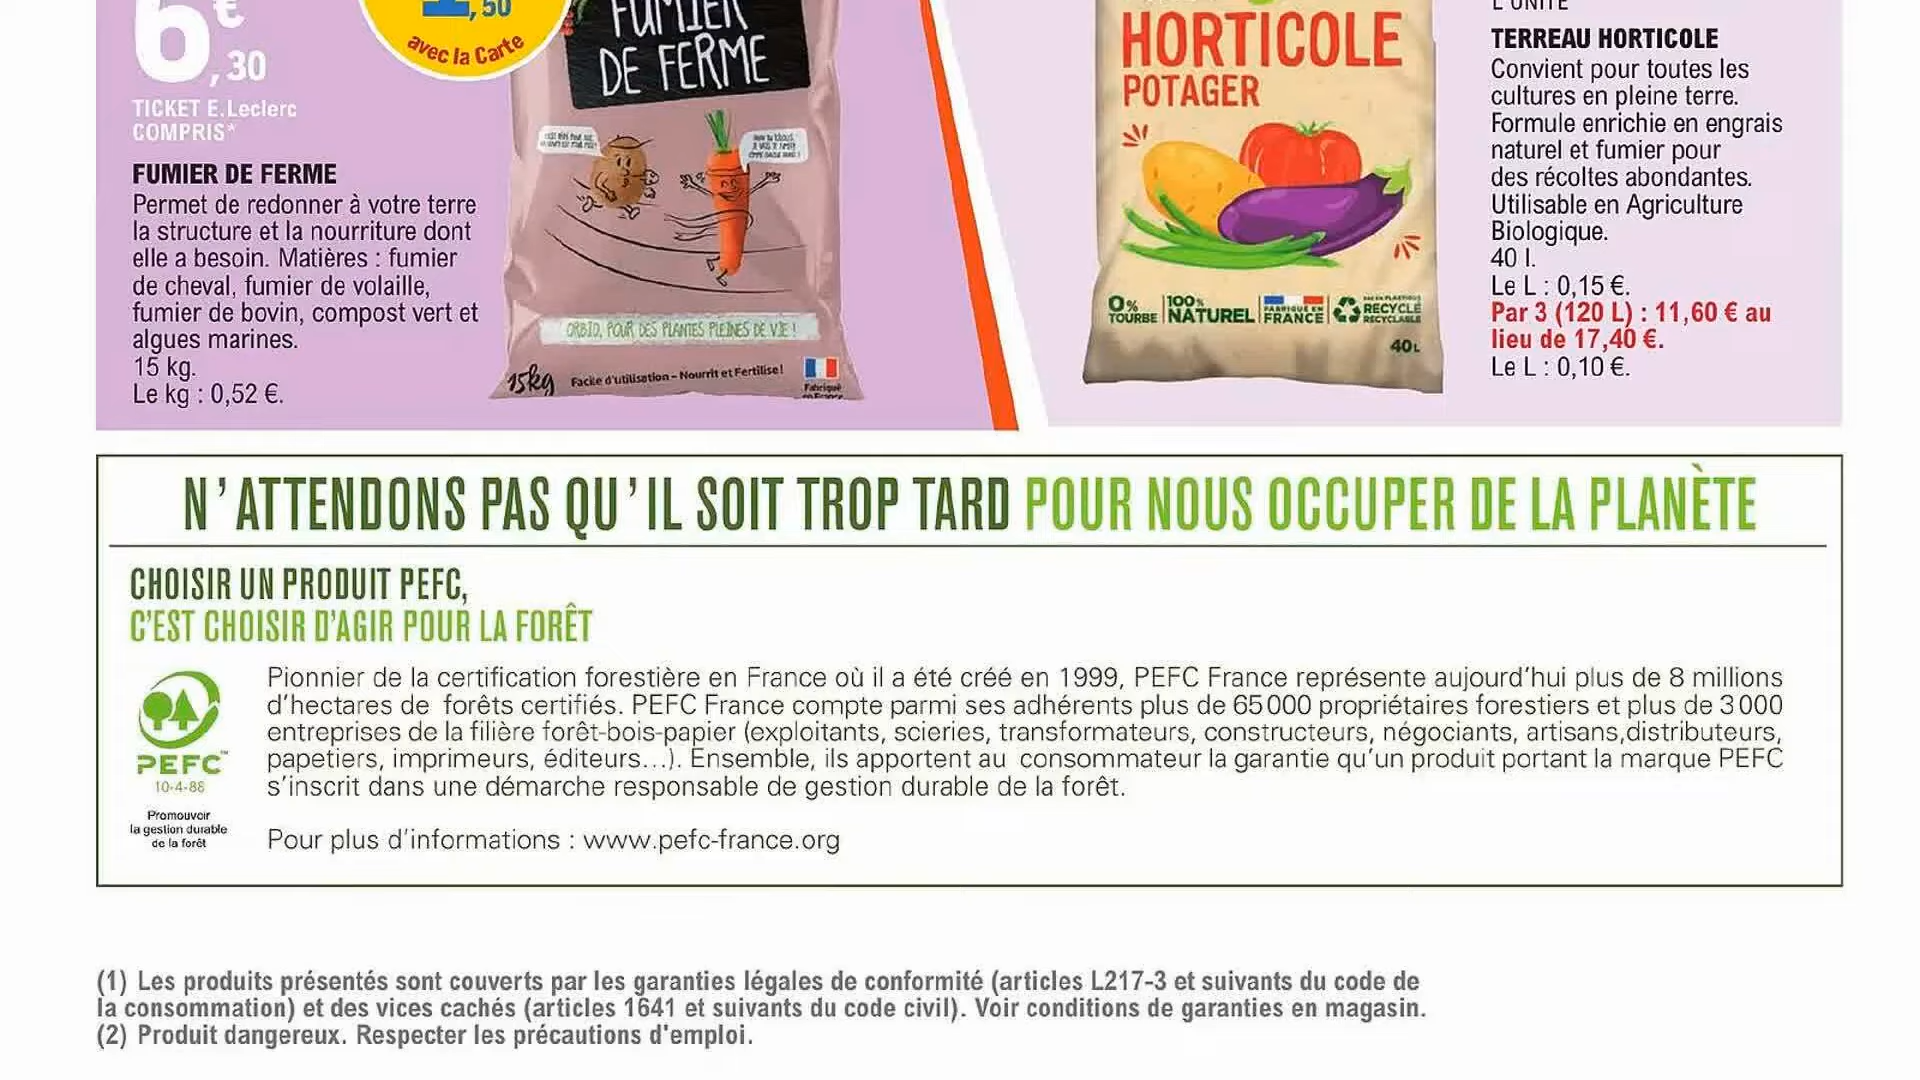 6€,30
,50
avec la Carte
TICKET E.Leclerc
COMPRIS*
FUMIER DE FERME
Permet de redonner à votre terre
la structure et la nourriture dont
elle a besoin. Matières : fumier
de cheval, fumier de volaille,
fumier de bovin, compost vert et
algues marines.
15 kg.
Le kg : 0,52 €.
FUMIER
DE FERME
ORBIO, POUR DES PLANTES PLEINES DE VIE !
15kg
Facile d'utilisation – Nourrit et Fertilise !
Fabriqué
en France
HORTICOLE
POTAGER
0%
TOURBE
100%
NATUREL
FABRIQUÉ EN
FRANCE
RECYCLÉ
RECYCLABLE
40L
L'UNITÉ
TERREAU HORTICOLE
Convient pour toutes les
cultures en pleine terre.
Formule enrichie en engrais
naturel et fumier pour
des récoltes abondantes.
Utilisable en Agriculture
Biologique.
40 l.
Le L : 0,15 €.
Par 3 (120 L) : 11,60 € au
lieu de 17,40 €.
Le L : 0,10 €.
N'ATTENDONS PAS QU'IL SOIT TROP TARD POUR NOUS OCCUPER DE LA PLANÈTE
CHOISIR UN PRODUIT PEFC,
C'EST CHOISIR D'AGIR POUR LA FORÊT
PEFC™
10-4-88
Promouvoir
la gestion durable
de la forêt
Pionnier de la certification forestière en France où il a été créé en 1999, PEFC France représente aujourd'hui plus de 8 millions
d'hectares de forêts certifiés. PEFC France compte parmi ses adhérents plus de 65 000 propriétaires forestiers et plus de 3 000
entreprises de la filière forêt-bois-papier (exploitants, scieries, transformateurs, constructeurs, négociants, artisans,distributeurs,
papetiers, imprimeurs, éditeurs...). Ensemble, ils apportent au consommateur la garantie qu'un produit portant la marque PEFC
s'inscrit dans une démarche responsable de gestion durable de la forêt.
Pour plus d'informations : www.pefc-france.org
(1) Les produits présentés sont couverts par les garanties légales de conformité (articles L217-3 et suivants du code de
la consommation) et des vices cachés (articles 1641 et suivants du code civil). Voir conditions de garanties en magasin.
(2) Produit dangereux. Respecter les précautions d'emploi.